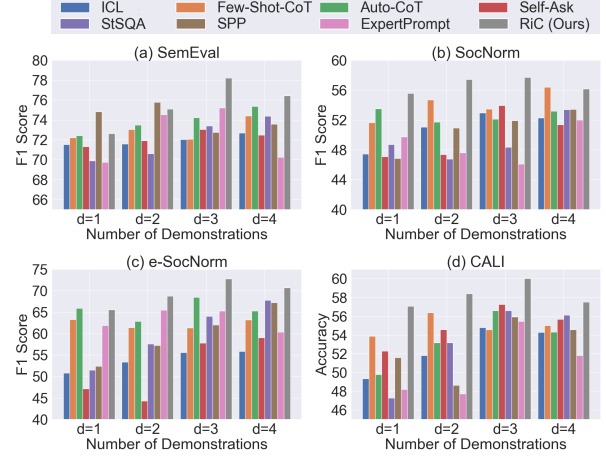 ICL Few-Shot-CoT Auto-CoT Self-Ask
StSQA SPP ExpertPrompt RiC (Ours)
(a) SemEval
F1 Score
80
78
76
74
72
70
68
66
d=1 d=2 d=3 d=4
Number of Demonstrations
(b) SocNorm
F1 Score
60
56
52
48
44
40
d=1 d=2 d=3 d=4
Number of Demonstrations
(c) e-SocNorm
F1 Score
75
70
65
60
55
50
45
40
d=1 d=2 d=3 d=4
Number of Demonstrations
(d) CALI
Accuracy
60
58
56
54
52
50
48
46
d=1 d=2 d=3 d=4
Number of Demonstrations